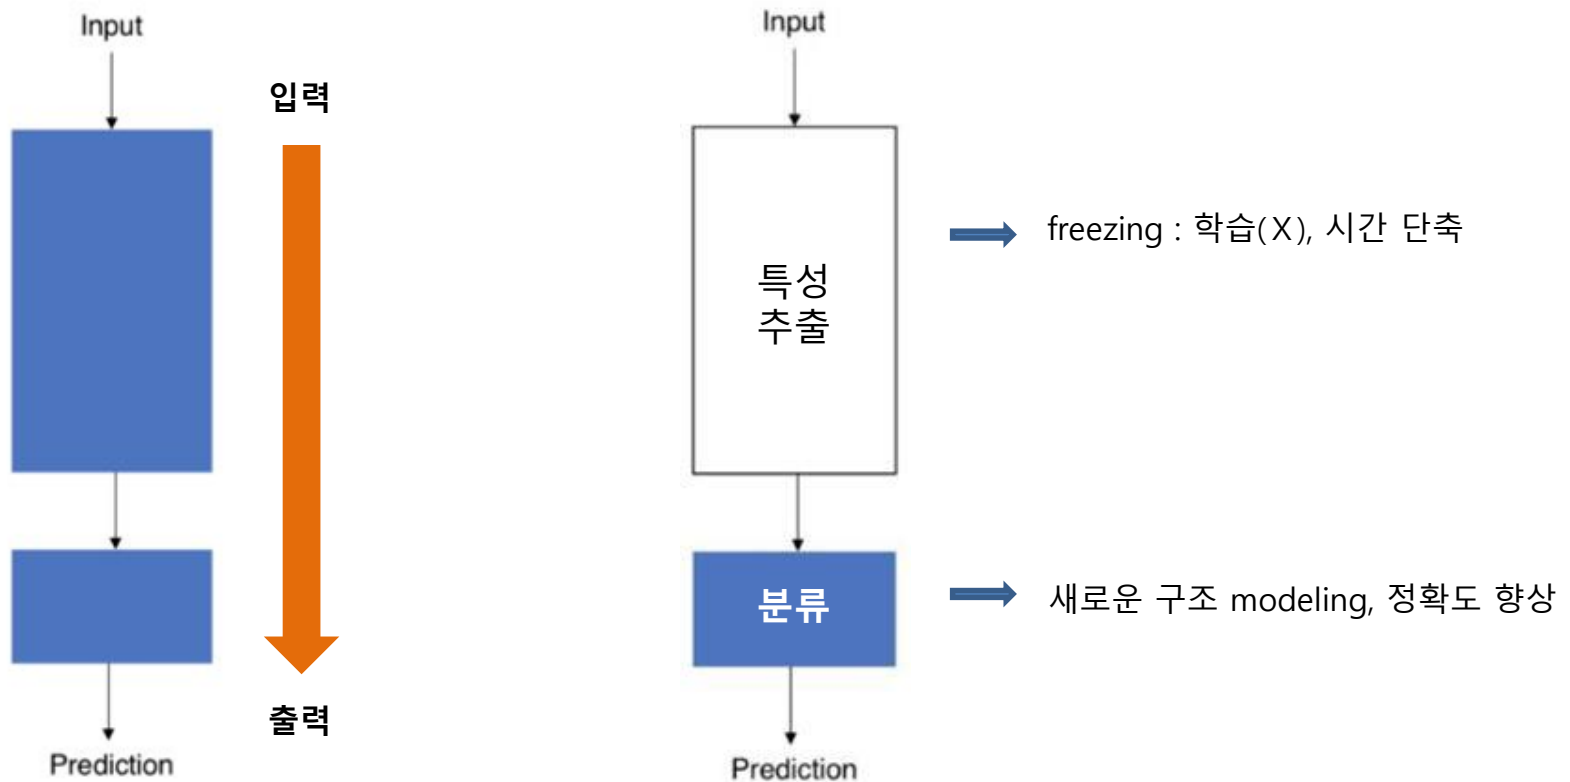 Input
입력
출력
Prediction
Input
특성
추출
freezing : 학습(X), 시간 단축
분류
새로운 구조 modeling, 정확도 향상
Prediction